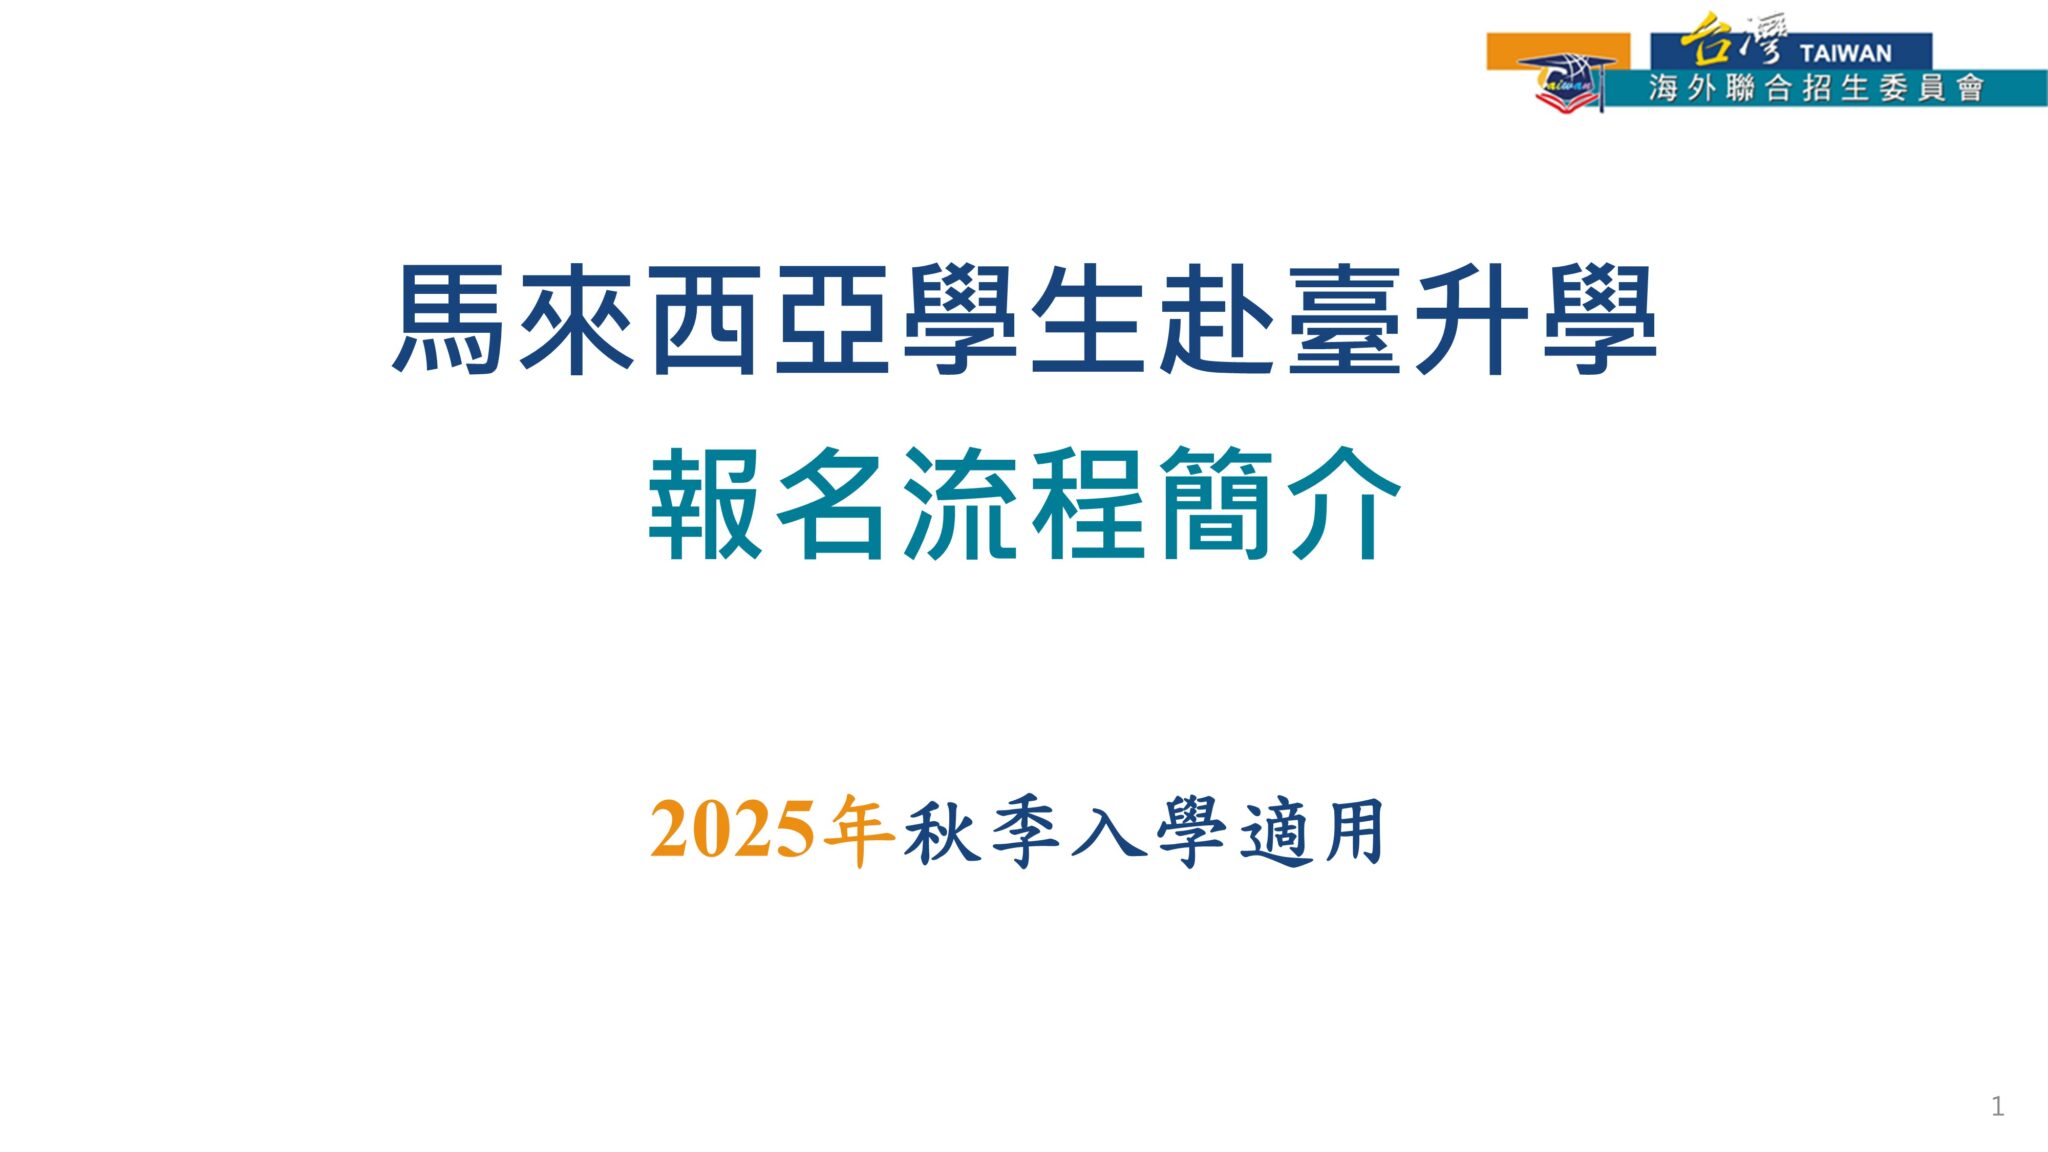 台灣 TAIWAN
Taiwan
海外聯合招生委員會
馬來西亞學生赴臺升學
報名流程簡介
2025年秋季入學適用
1